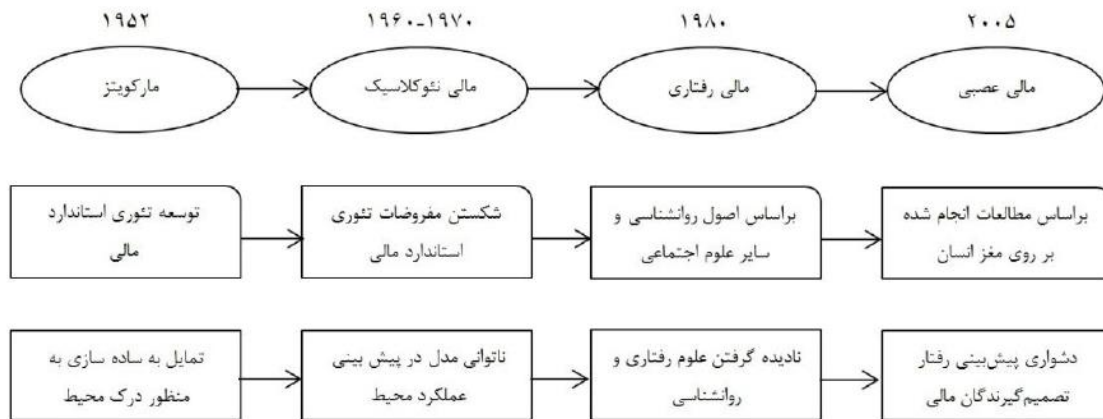 ۱۹۵۲
۱۹۶۰-۱۹۷۰
۱۹۸۰
۲۰۰۵
مارکویتز
مالی نئوکلاسیک
مالی رفتاری
مالی عصبی
توسعه تئوری استاندارد
مالی
شکستن مفروضات تئوری
استاندارد مالی
براساس اصول روانشناسی و
سایر علوم اجتماعی
براساس مطالعات انجام شده
بر روی مغز انسان
تمایل به ساده سازی به
منظور درک محیط
ناتوانی مدل در پیش بینی
عملکرد محیط
نادیده گرفتن علوم رفتاری و
روانشناسی
دشواری پیش‌بینی رفتار
تصمیم‌گیرندگان مالی